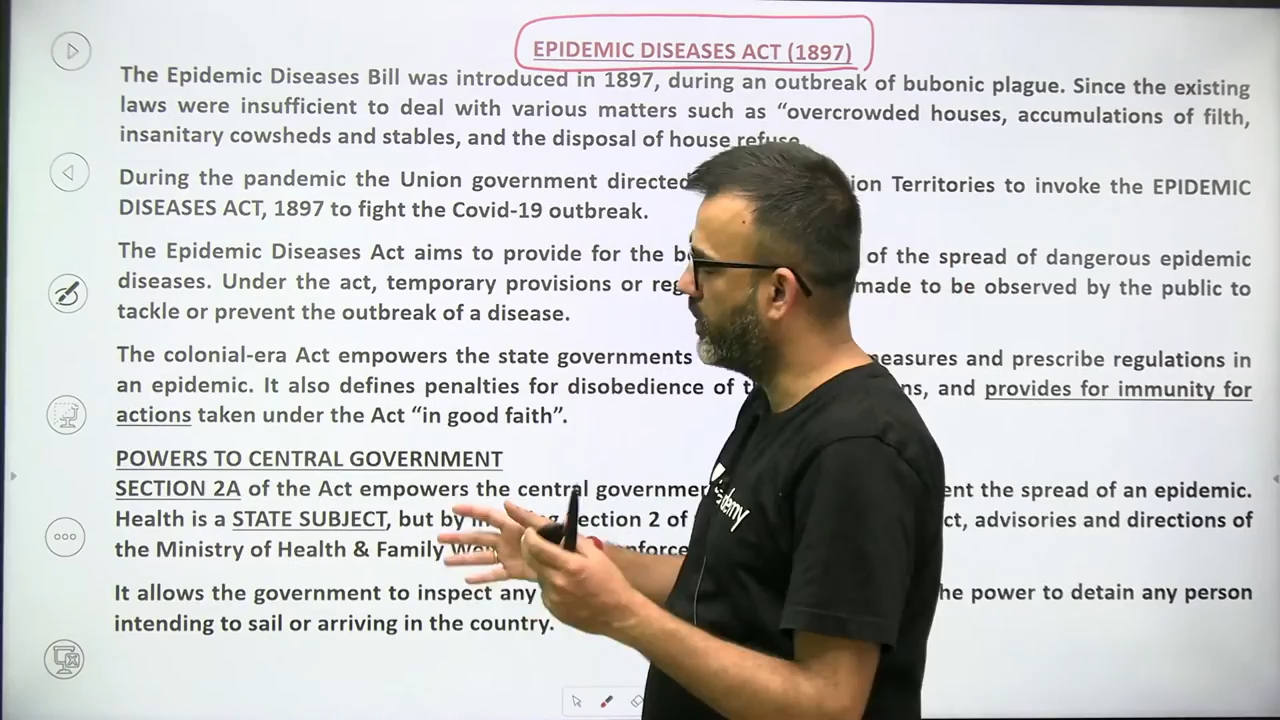 EPIDEMIC DISEASES ACT (1897)
The Epidemic Diseases Bill was introduced in 1897, during an outbreak of bubonic plague. Since the existing
laws were insufficient to deal with various matters such as “overcrowded houses, accumulations of filth,
insanitary cowsheds and stables, and the disposal of house refuse.
During the pandemic the Union government directed ion Territories to invoke the EPIDEMIC
DISEASES ACT, 1897 to fight the Covid-19 outbreak.
The Epidemic Diseases Act aims to provide for the of the spread of dangerous epidemic
diseases. Under the act, temporary provisions or made to be observed by the public to
tackle or prevent the outbreak of a disease.
The colonial-era Act empowers the state governments measures and prescribe regulations in
an epidemic. It also defines penalties for disobedience of and provides for immunity for
actions taken under the Act “in good faith”.
POWERS TO CENTRAL GOVERNMENT
SECTION 2A of the Act empowers the central the spread of an epidemic.
Health is a STATE SUBJECT, but by section 2 of advisories and directions of
the Ministry of Health & Family
It allows the government to inspect any the power to detain any person
intending to sail or arriving in the country.